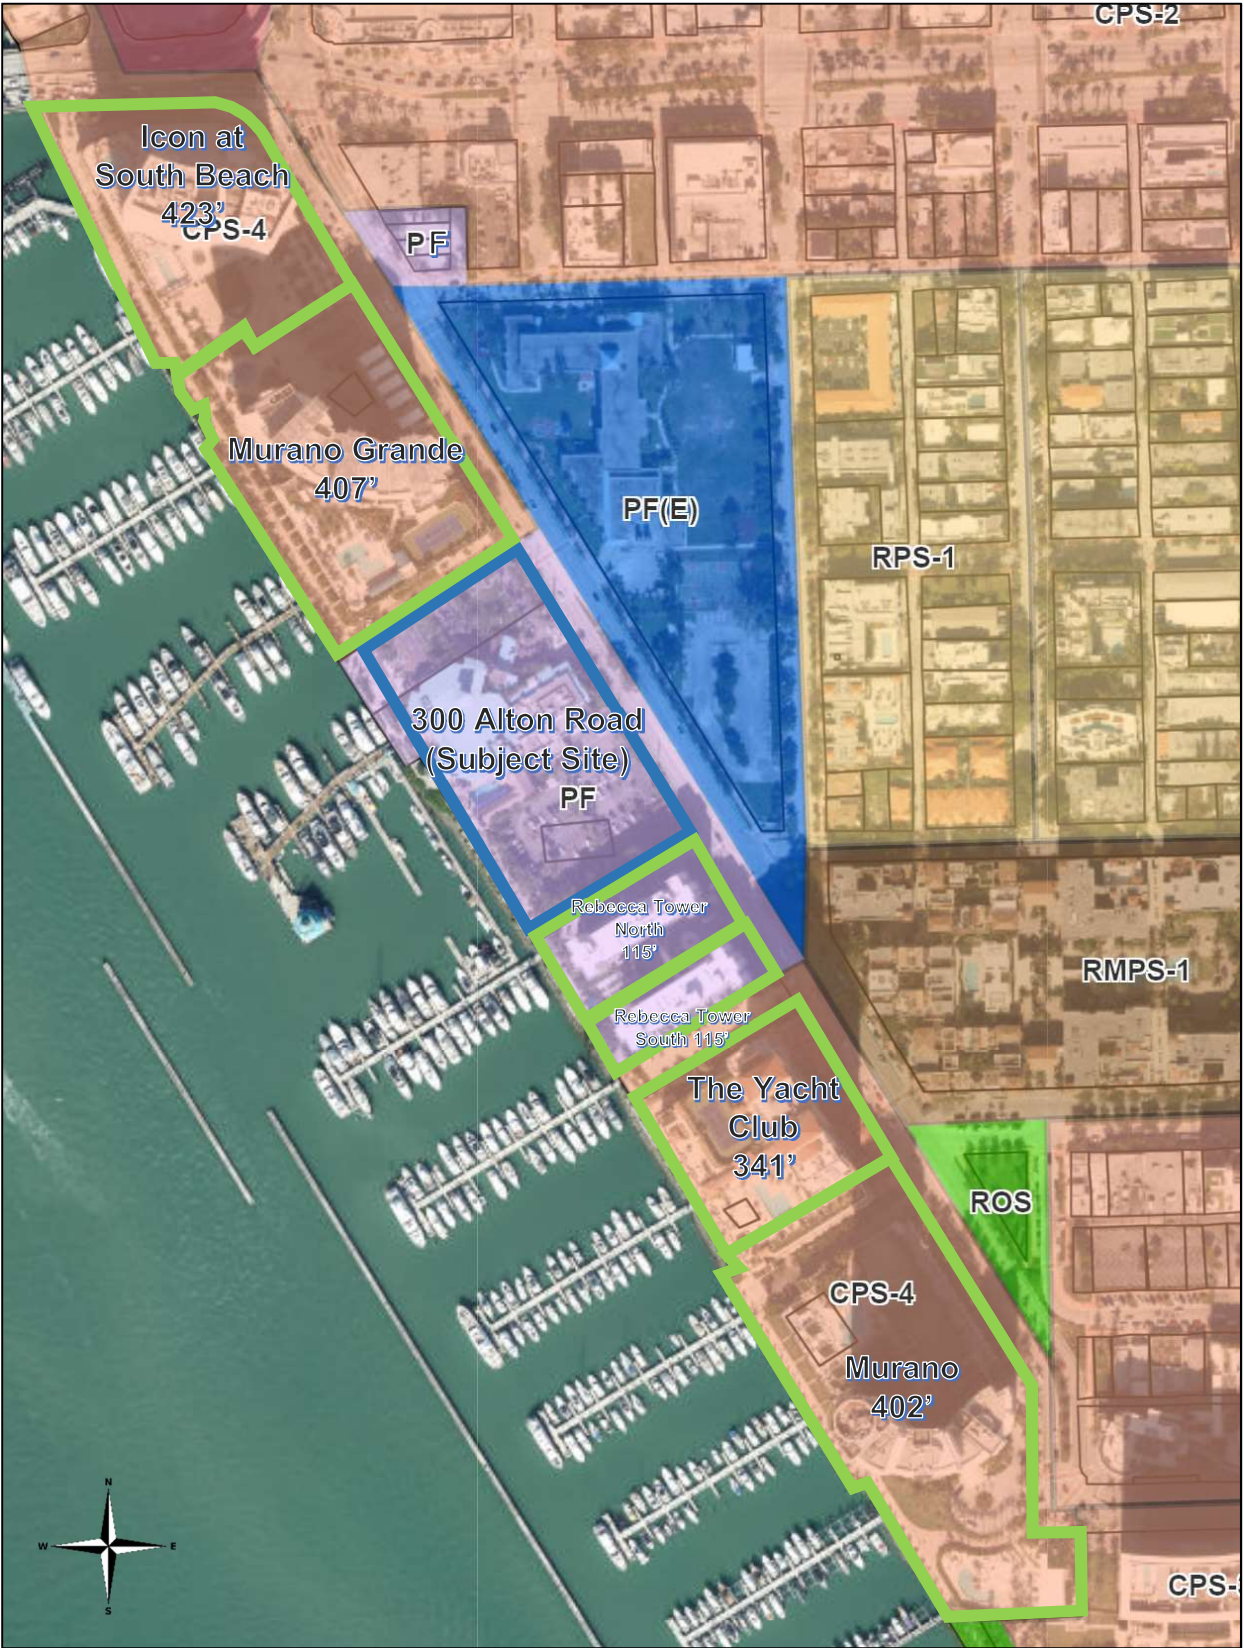 CPS-2
Icon at
South Beach
423’
CPS-4
PF
Murano Grande
407’
PF(E)
RPS-1
300 Alton Road
(Subject Site)
PF
Rebecca Tower
North
115’
Rebecca Tower
South 115’
RMPS-1
The Yacht
Club
341’
ROS
CPS-4
Murano
402’
N
W E
S
CPS-